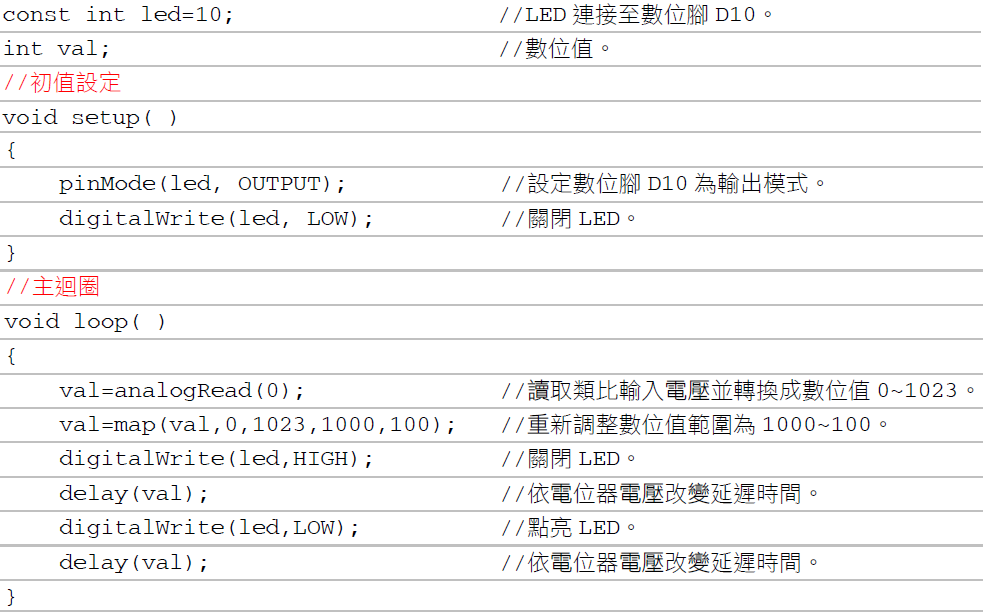 const int led=10; //LED 連接至數位腳 D10。
int val; //數位值。
//初值設定
void setup( )
{
pinMode(led, OUTPUT); //設定數位腳 D10 為輸出模式。
digitalWrite(led, LOW); //關閉 LED。
}
//主迴圈
void loop( )
{
val=analogRead(0); //讀取類比輸入電壓並轉換成數位值 0~1023。
val=map(val,0,1023,1000,100); //重新調整數位值範圍為 1000~100。
digitalWrite(led,HIGH); //關閉 LED。
delay(val); //依電位器電壓改變延遲時間。
digitalWrite(led,LOW); //點亮 LED。
delay(val); //依電位器電壓改變延遲時間。
}